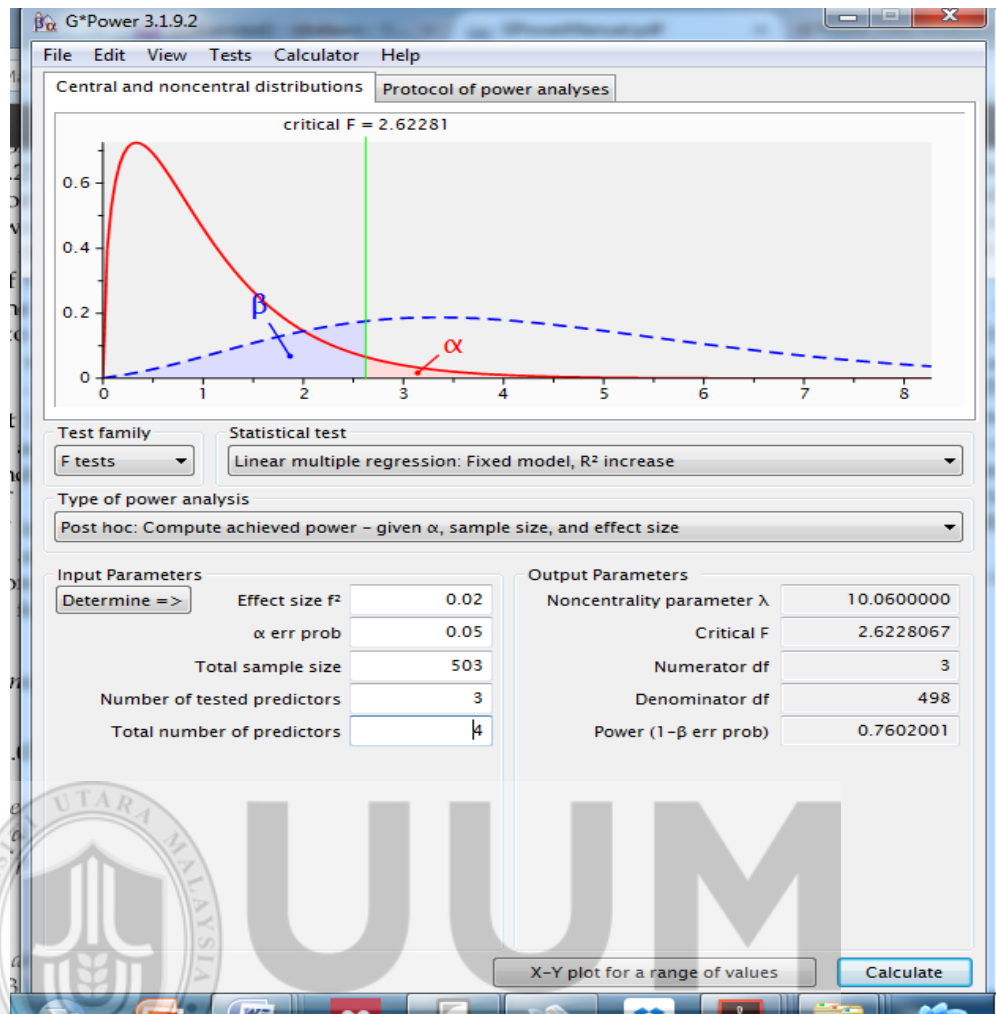 G*Power 3.1.9.2
File Edit View Tests Calculator Help
Central and noncentral distributions Protocol of power analyses
critical F = 2.62281
0.6
0.4
0.2
0
β
α
0 1 2 3 4 5 6 7 8
Test family Statistical test
F tests Linear multiple regression: Fixed model, R² increase
Type of power analysis
Post hoc: Compute achieved power – given α, sample size, and effect size
Input Parameters Output Parameters
Determine => Effect size f² 0.02 Noncentrality parameter λ 10.0600000
α err prob 0.05 Critical F 2.6228067
Total sample size 503 Numerator df 3
Number of tested predictors 3 Denominator df 498
Total number of predictors 4 Power (1-β err prob) 0.7602001
UTARA MALAYSIA
UUM
X-Y plot for a range of values Calculate